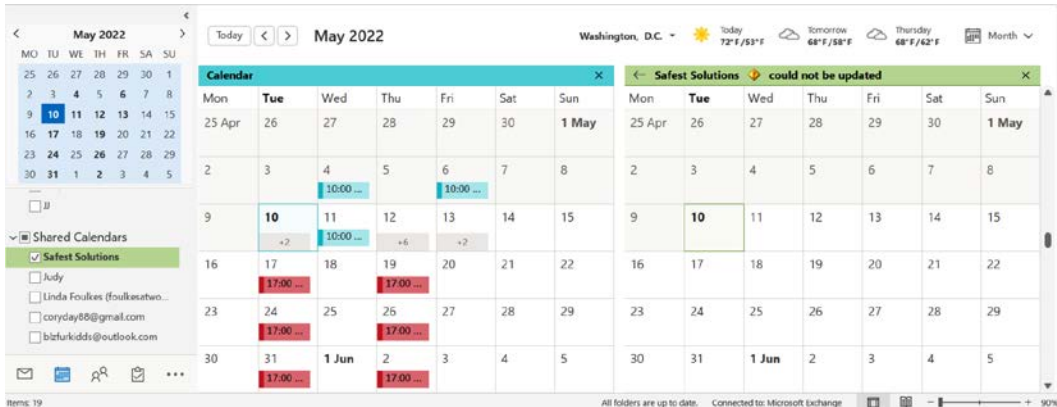 May 2022
MO TU WE TH FR SA SU
25 26 27 28 29 30 1
2 3 4 5 6 7 8
9 10 11 12 13 14 15
16 17 18 19 20 21 22
23 24 25 26 27 28 29
30 31 1 2 3 4 5
JJ
Shared Calendars
Safest Solutions
Judy
Linda Foulkes (foulkesatwo...
coryday88@gmail.com
bizfurkidds@outlook.com
Items: 19
Today May 2022 Washington, D.C. Today 72°F/53°F Tomorrow 68°F/58°F Thursday 68°F/62°F Month
Calendar
Mon Tue Wed Thu Fri Sat Sun
25 Apr 26 27 28 29 30 1 May
2 3 4 5 6 7 8
10:00 ... 10:00 ...
9 10 11 12 13 14 15
+2 10:00 ... +6 +2
16 17 18 19 20 21 22
17:00 ... 17:00 ...
23 24 25 26 27 28 29
17:00 ... 17:00 ...
30 31 1 Jun 2 3 4 5
17:00 ... 17:00 ...
Safest Solutions could not be updated
Mon Tue Wed Thu Fri Sat Sun
25 Apr 26 27 28 29 30 1 May
2 3 4 5 6 7 8
9 10 11 12 13 14 15
16 17 18 19 20 21 22
23 24 25 26 27 28 29
30 31 1 Jun 2 3 4 5
All folders are up to date. Connected to: Microsoft Exchange 90%